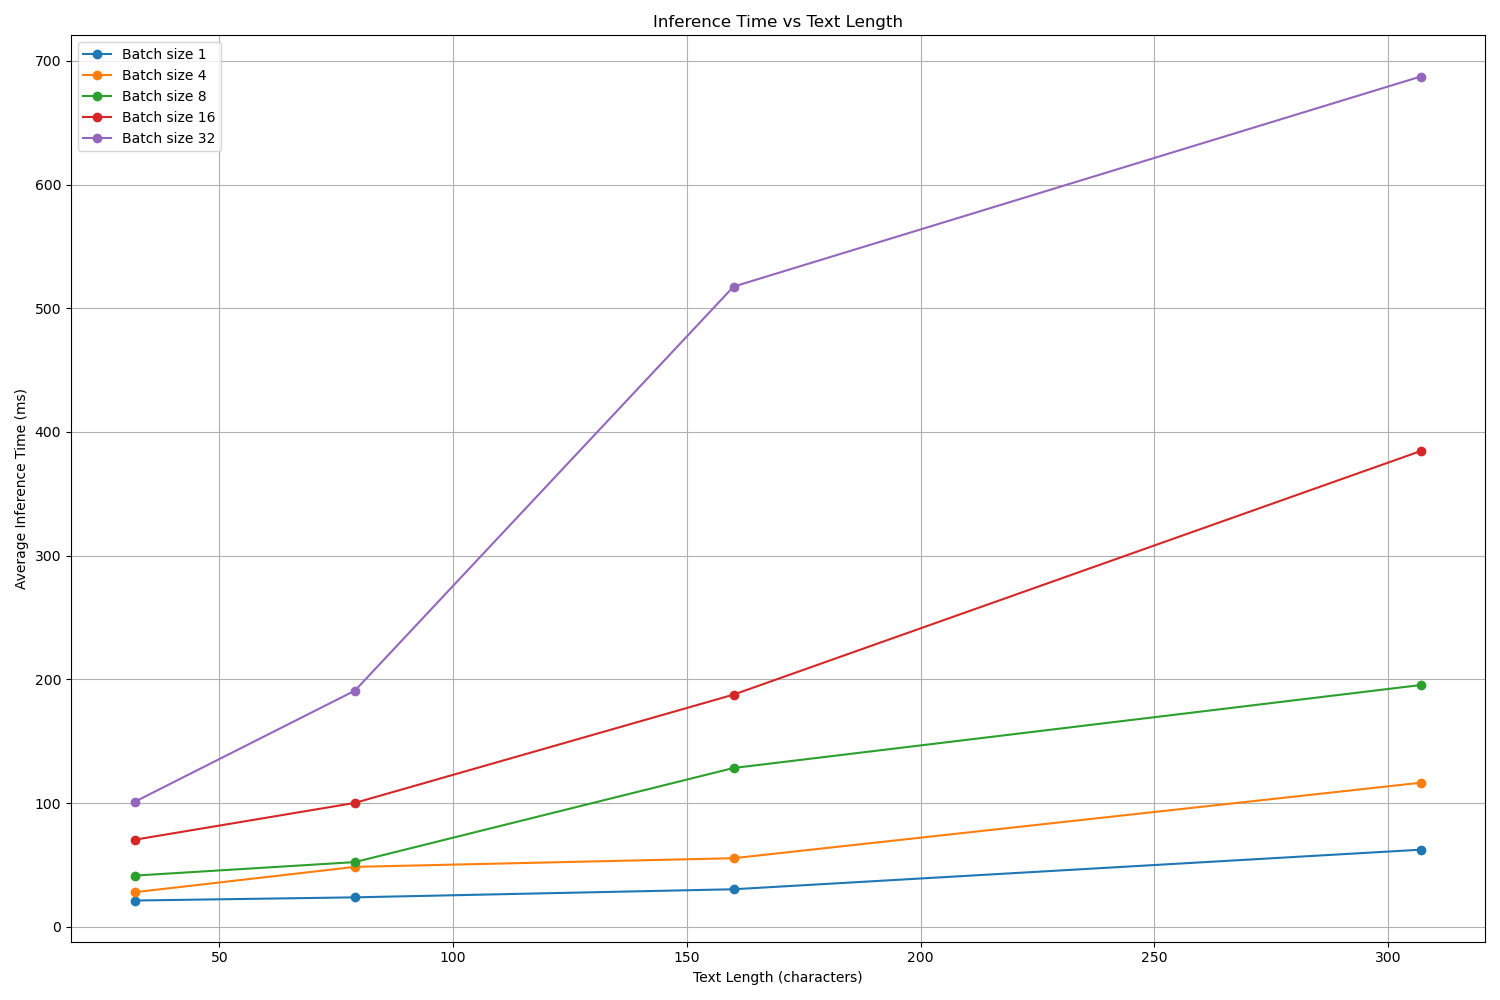 Inference Time vs Text Length
Batch size 1
Batch size 4
Batch size 8
Batch size 16
Batch size 32
Average Inference Time (ms)
700
600
500
400
300
200
100
0
50
100
150
200
250
300
Text Length (characters)